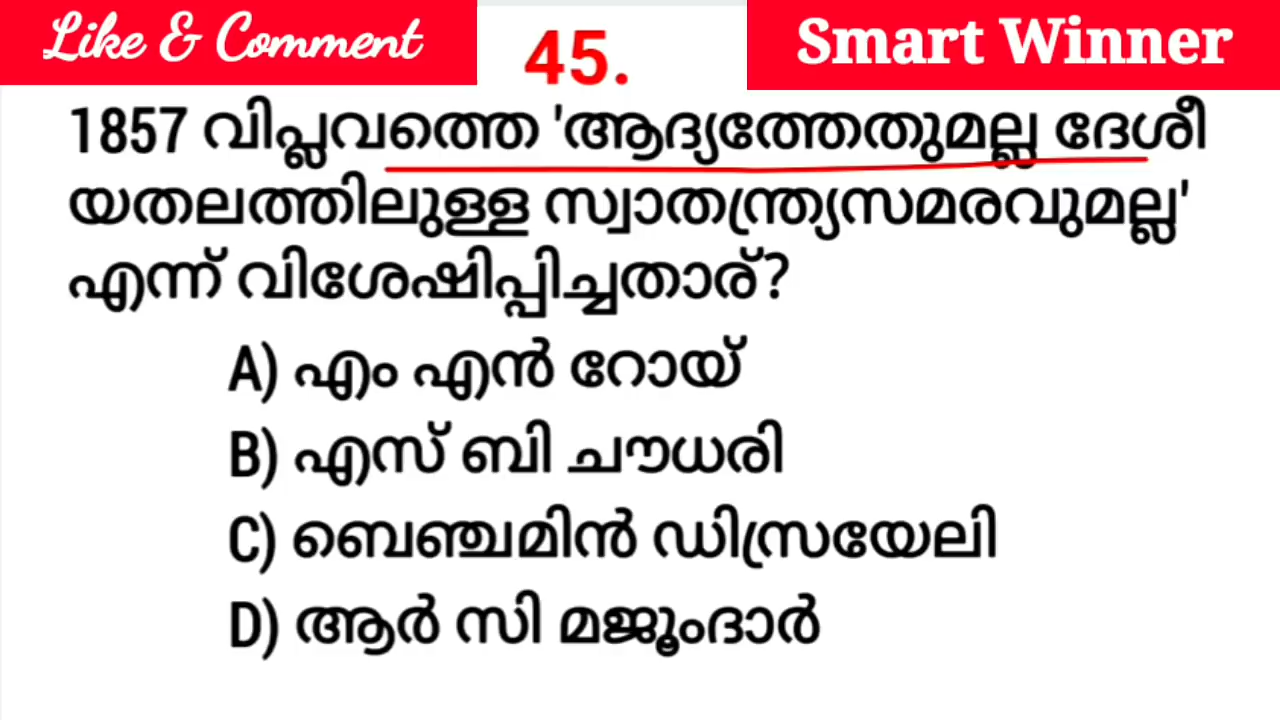 Like & Comment
45.
Smart Winner
1857 വിപ്ലവത്തെ 'ആദ്യത്തേതുമല്ല ദേശീ
യതലത്തിലുള്ള സ്വാതന്ത്ര്യസമരവുമല്ല'
എന്ന് വിശേഷിപ്പിച്ചതാര്?
A) എം എൻ റോയ്
B) എസ് ബി ചൗധരി
C) ബെഞ്ചമിൻ ഡിസ്രയേലി
D) ആർ സി മജൂംദാർ